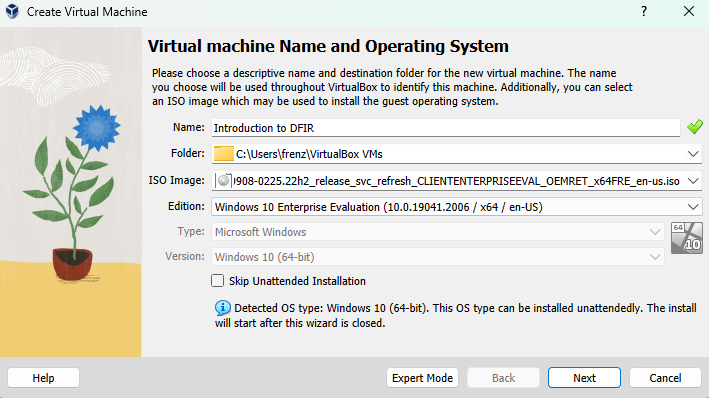 Create Virtual Machine
?
Virtual machine Name and Operating System
Please choose a descriptive name and destination folder for the new virtual machine. The name
you choose will be used throughout VirtualBox to identify this machine. Additionally, you can select
an ISO image which may be used to install the guest operating system.
Name: Introduction to DFIR
Folder: C:\Users\frenz\VirtualBox VMs
ISO Image: 908-0225.22h2_release_svc_refresh_CLIENTENTERPRISEEVAL_OEMRET_x64FRE_en-us.iso
Edition: Windows 10 Enterprise Evaluation (10.0.19041.2006 / x64 / en-US)
Type: Microsoft Windows
64
10
Version: Windows 10 (64-bit)
Skip Unattended Installation
Detected OS type: Windows 10 (64-bit). This OS type can be installed unattendedly. The install
will start after this wizard is closed.
Help Expert Mode Back Next Cancel